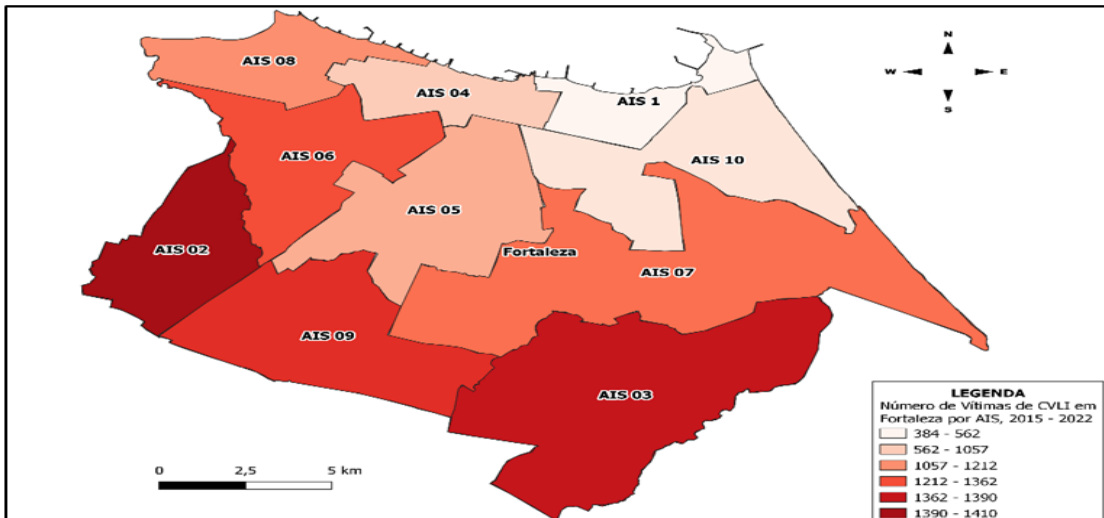 N
W E
S
AIS 08
AIS 04
AIS 1
AIS 06
AIS 10
AIS 05
AIS 02
Fortaleza
AIS 07
AIS 09
AIS 03
0 2,5 5 km
LEGENDA
Número de Vítimas de CVLI em
Fortaleza por AIS, 2015 - 2022
384 - 562
562 - 1057
1057 - 1212
1212 - 1362
1362 - 1390
1390 - 1410